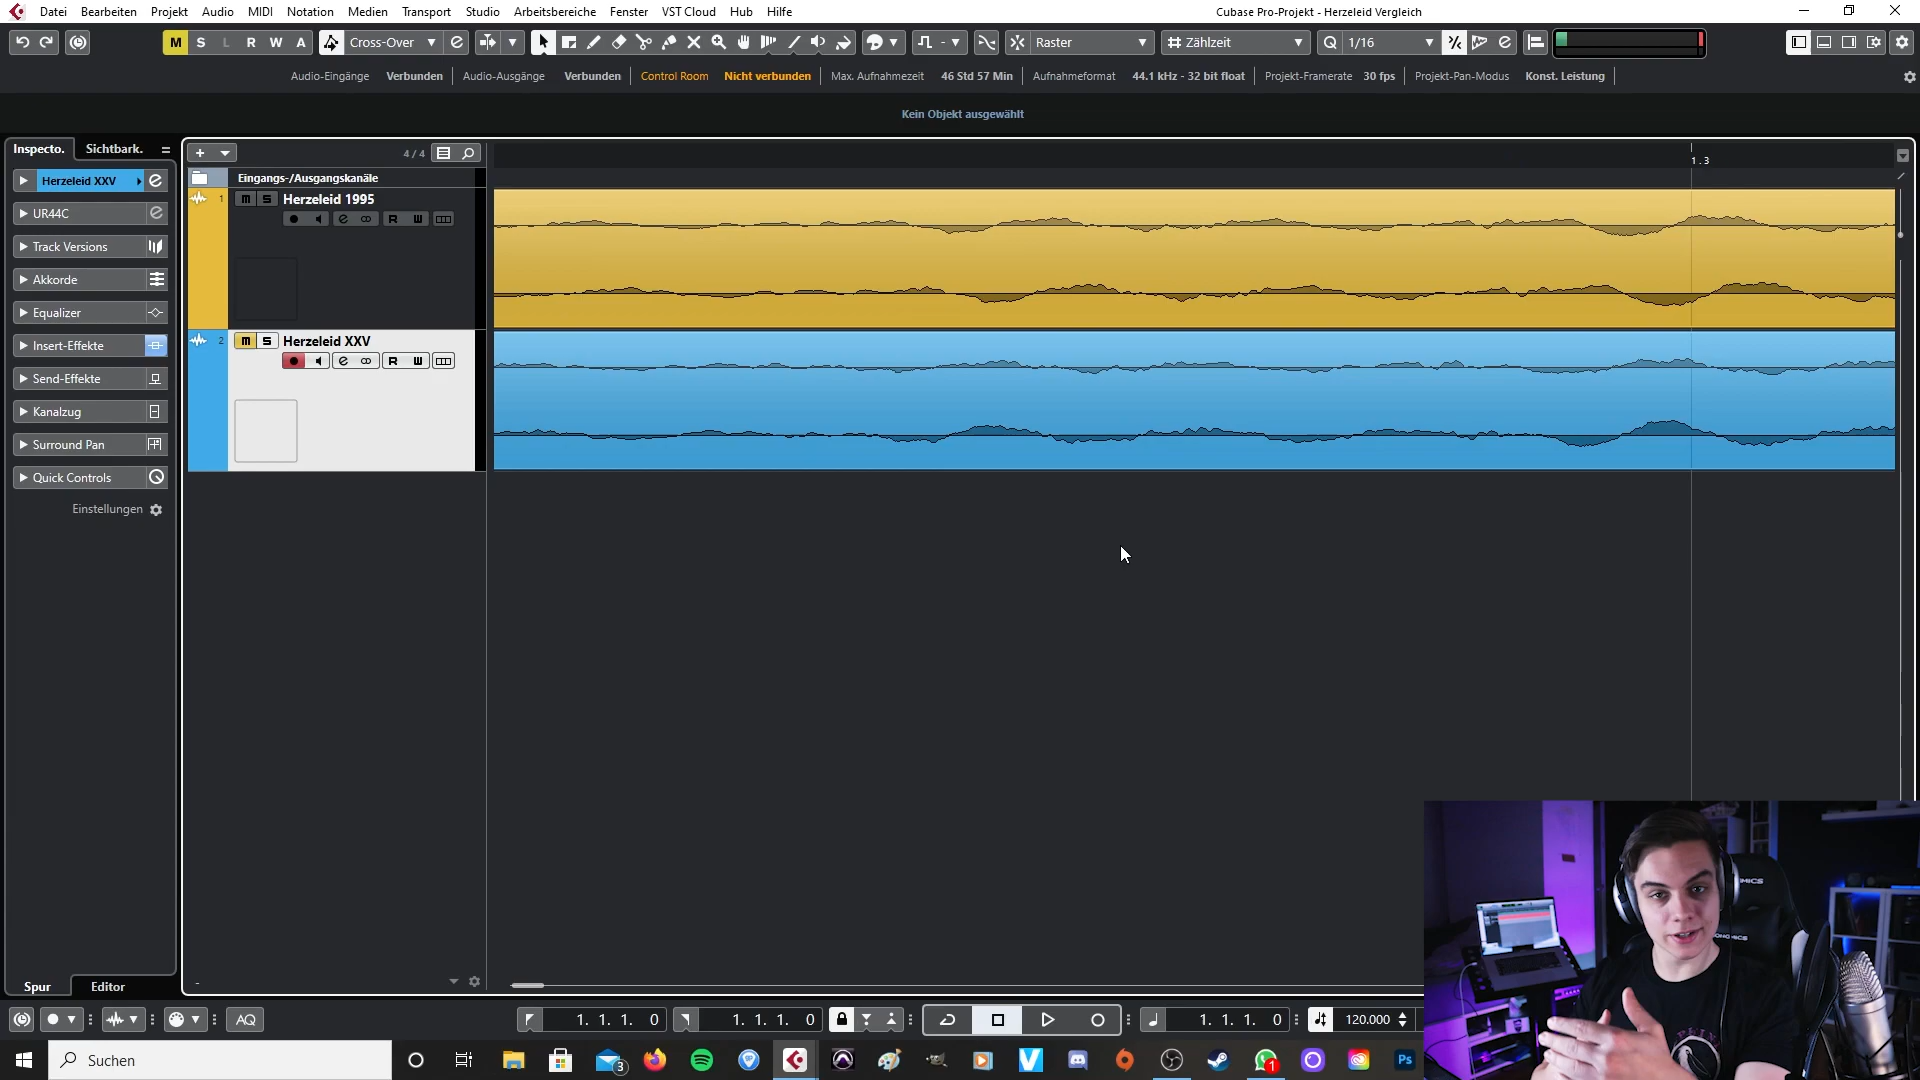 Datei Bearbeiten Projekt Audio MIDI Notation Medien Transport Studio Arbeitsbereiche Fenster VST Cloud Hub Hilfe Cubase Pro-Projekt - Herzeleid Vergleich
M S L R W A Cross-Over Raster Zählzeit Q 1/16
Audio-Eingänge Verbunden Audio-Ausgänge Verbunden Control Room Nicht verbunden Max. Aufnahmezeit 46 Std 57 Min Aufnahmeformat 44.1 kHz - 32 bit float Projekt-Framerate 30 fps Projekt-Pan-Modus Konst. Leistung
Kein Objekt ausgewählt
Inspecto. Sichtbark. 4 / 4
1.3
Herzeleid XXV
Eingangs-/Ausgangskanäle
1 m S Herzeleid 1995
R W
UR44C
Track Versions
Akkorde
Equalizer
Insert-Effekte
Send-Effekte
Kanalzug
Surround Pan
Quick Controls
Einstellungen
2 m S Herzeleid XXV
R W
Spur Editor
AQ 1. 1. 1. 0 1. 1. 1. 0 1. 1. 1. 0 120.000
Suchen 3 1 Ps